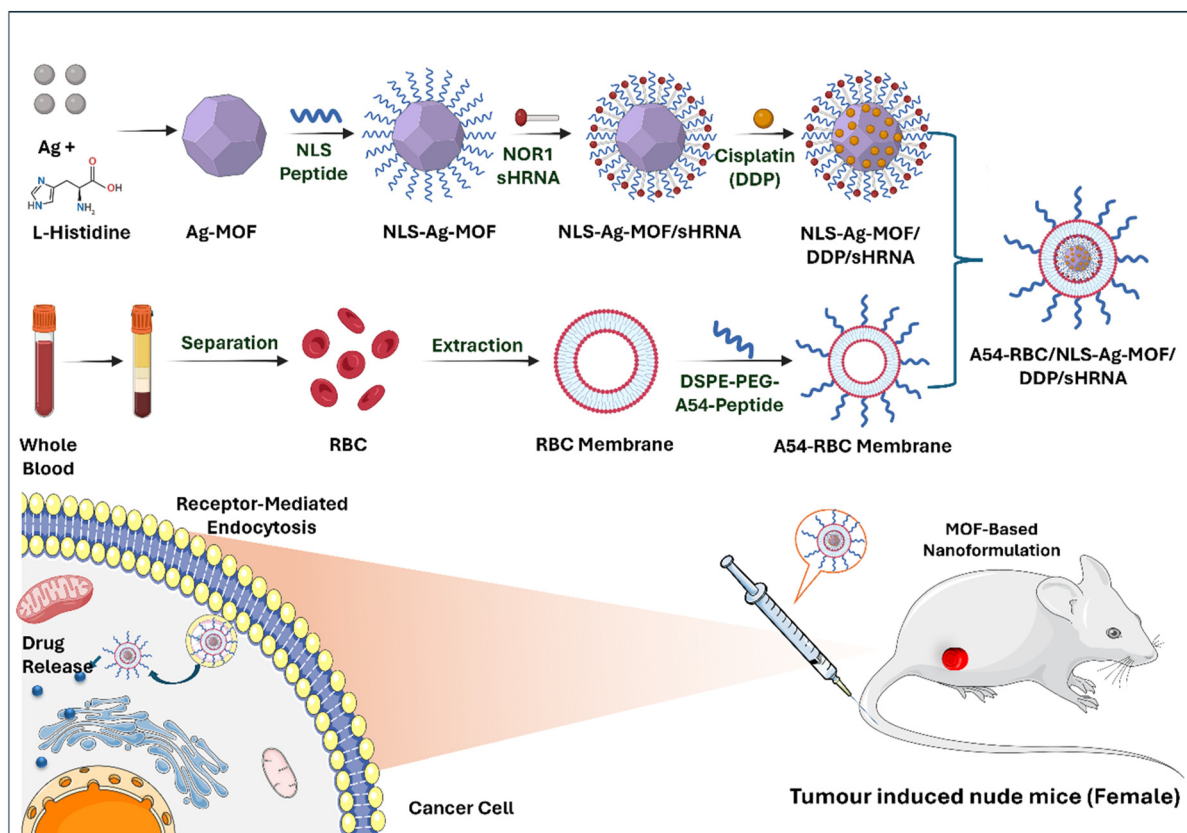 Ag +
L-Histidine
OH
O
NH₂
N
HN
Ag-MOF
NLS
Peptide
NLS-Ag-MOF
NOR1
sHRNA
NLS-Ag-MOF/sHRNA
Cisplatin
(DDP)
NLS-Ag-MOF/
DDP/sHRNA
A54-RBC/NLS-Ag-MOF/
DDP/sHRNA
Whole
Blood
Separation
RBC
Extraction
RBC Membrane
DSPE-PEG-
A54-Peptide
A54-RBC Membrane
Receptor-Mediated
Endocytosis
Drug
Release
Cancer Cell
MOF-Based
Nanoformulation
Tumour induced nude mice (Female)